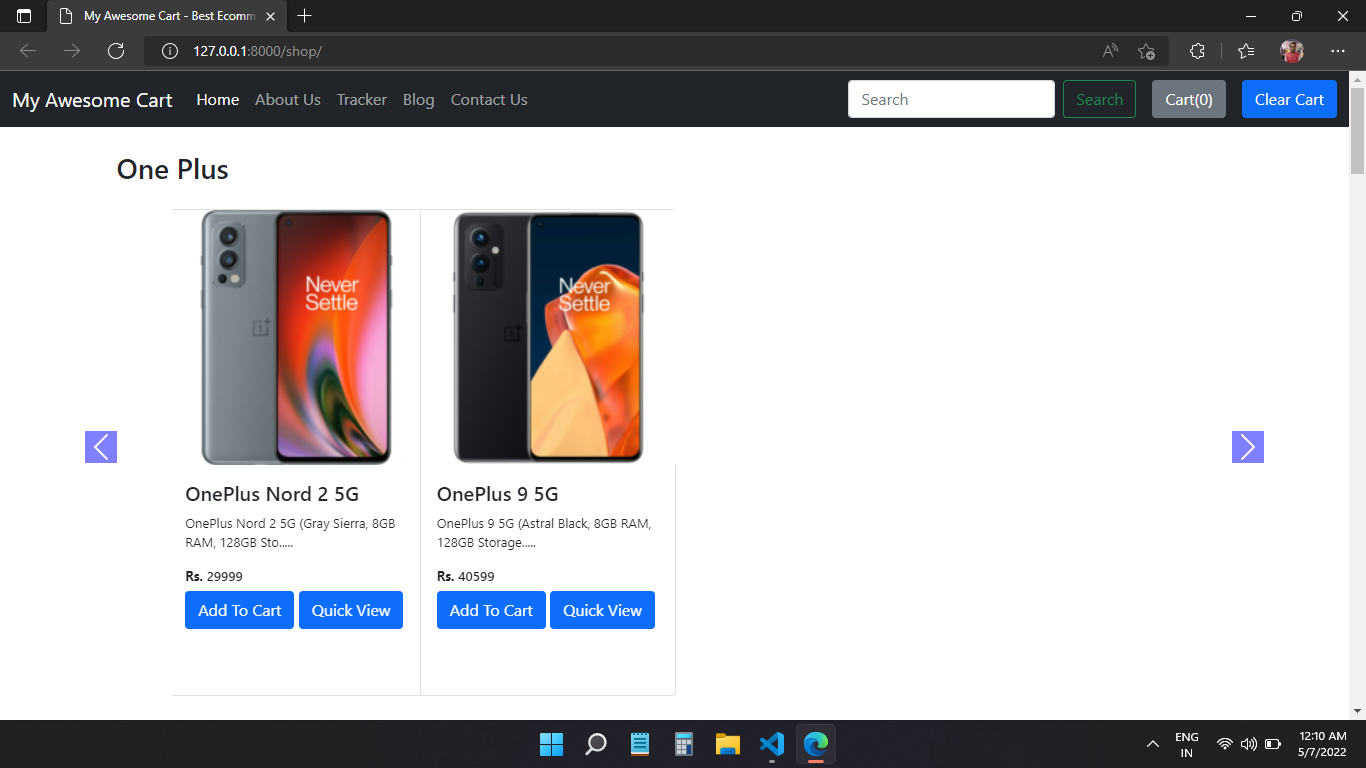 My Awesome Cart - Best Ecomm
127.0.0.1:8000/shop/
My Awesome Cart
Home
About Us
Tracker
Blog
Contact Us
Search
Search
Cart(0)
Clear Cart
One Plus
Never
Settle
Never
Settle
OnePlus Nord 2 5G
OnePlus Nord 2 5G (Gray Sierra, 8GB
RAM, 128GB Sto.....
Rs. 29999
Add To Cart
Quick View
OnePlus 9 5G
OnePlus 9 5G (Astral Black, 8GB RAM,
128GB Storage.....
Rs. 40599
Add To Cart
Quick View
ENG
IN
12:10 AM
5/7/2022